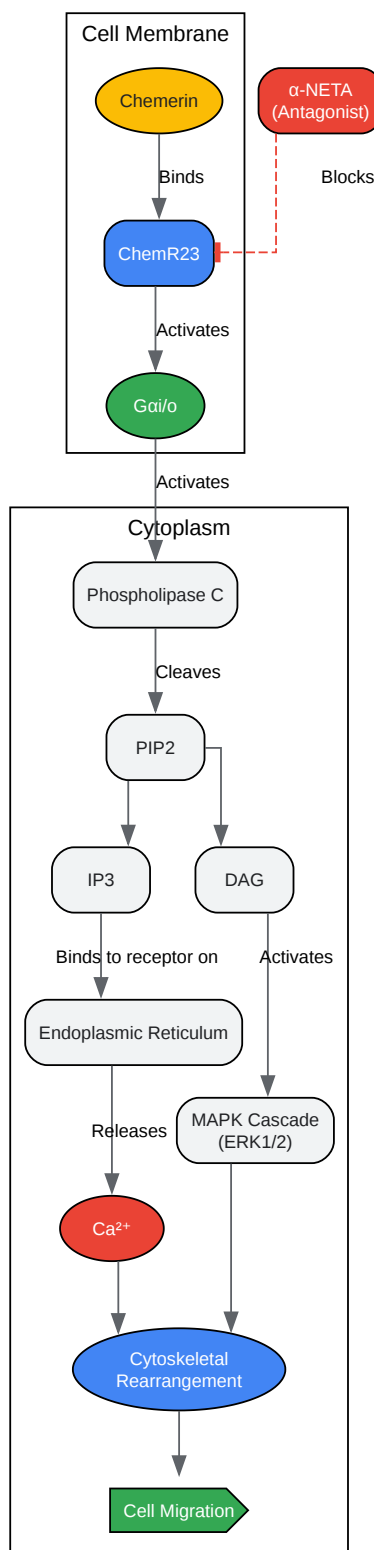 Cell Membrane
Chemerin
α-NETA
(Antagonist)
Binds
Blocks
ChemR23
Activates
Gαi/o
Activates
Cytoplasm
Phospholipase C
Cleaves
PIP2
IP3
DAG
Binds to receptor on
Activates
Endoplasmic Reticulum
MAPK Cascade
(ERK1/2)
Releases
Ca²⁺
Cytoskeletal
Rearrangement
Cell Migration